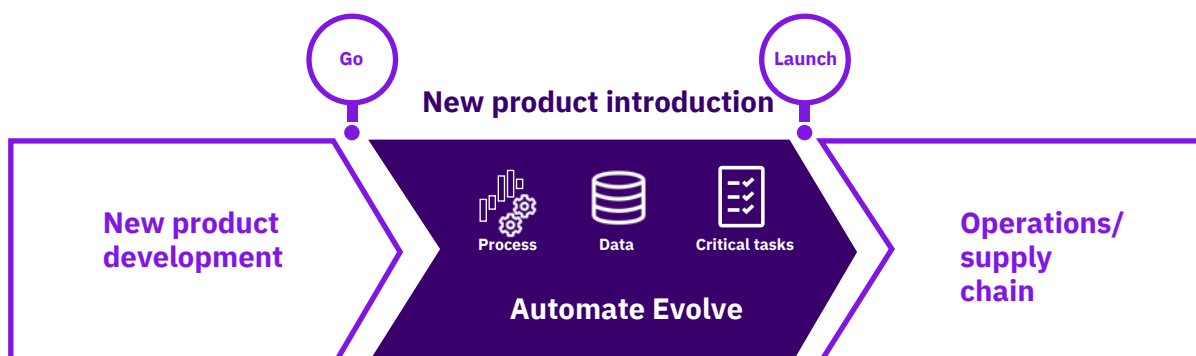 Go
Launch
New product introduction
New product
development
Process
Data
Critical tasks
Automate Evolve
Operations/
supply
chain